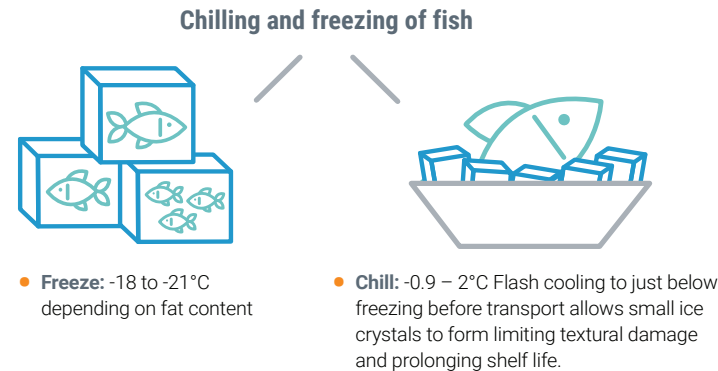 Chilling and freezing of fish
Freeze: -18 to -21°C
depending on fat content
Chill: -0.9 – 2°C Flash cooling to just below
freezing before transport allows small ice
crystals to form limiting textural damage
and prolonging shelf life.